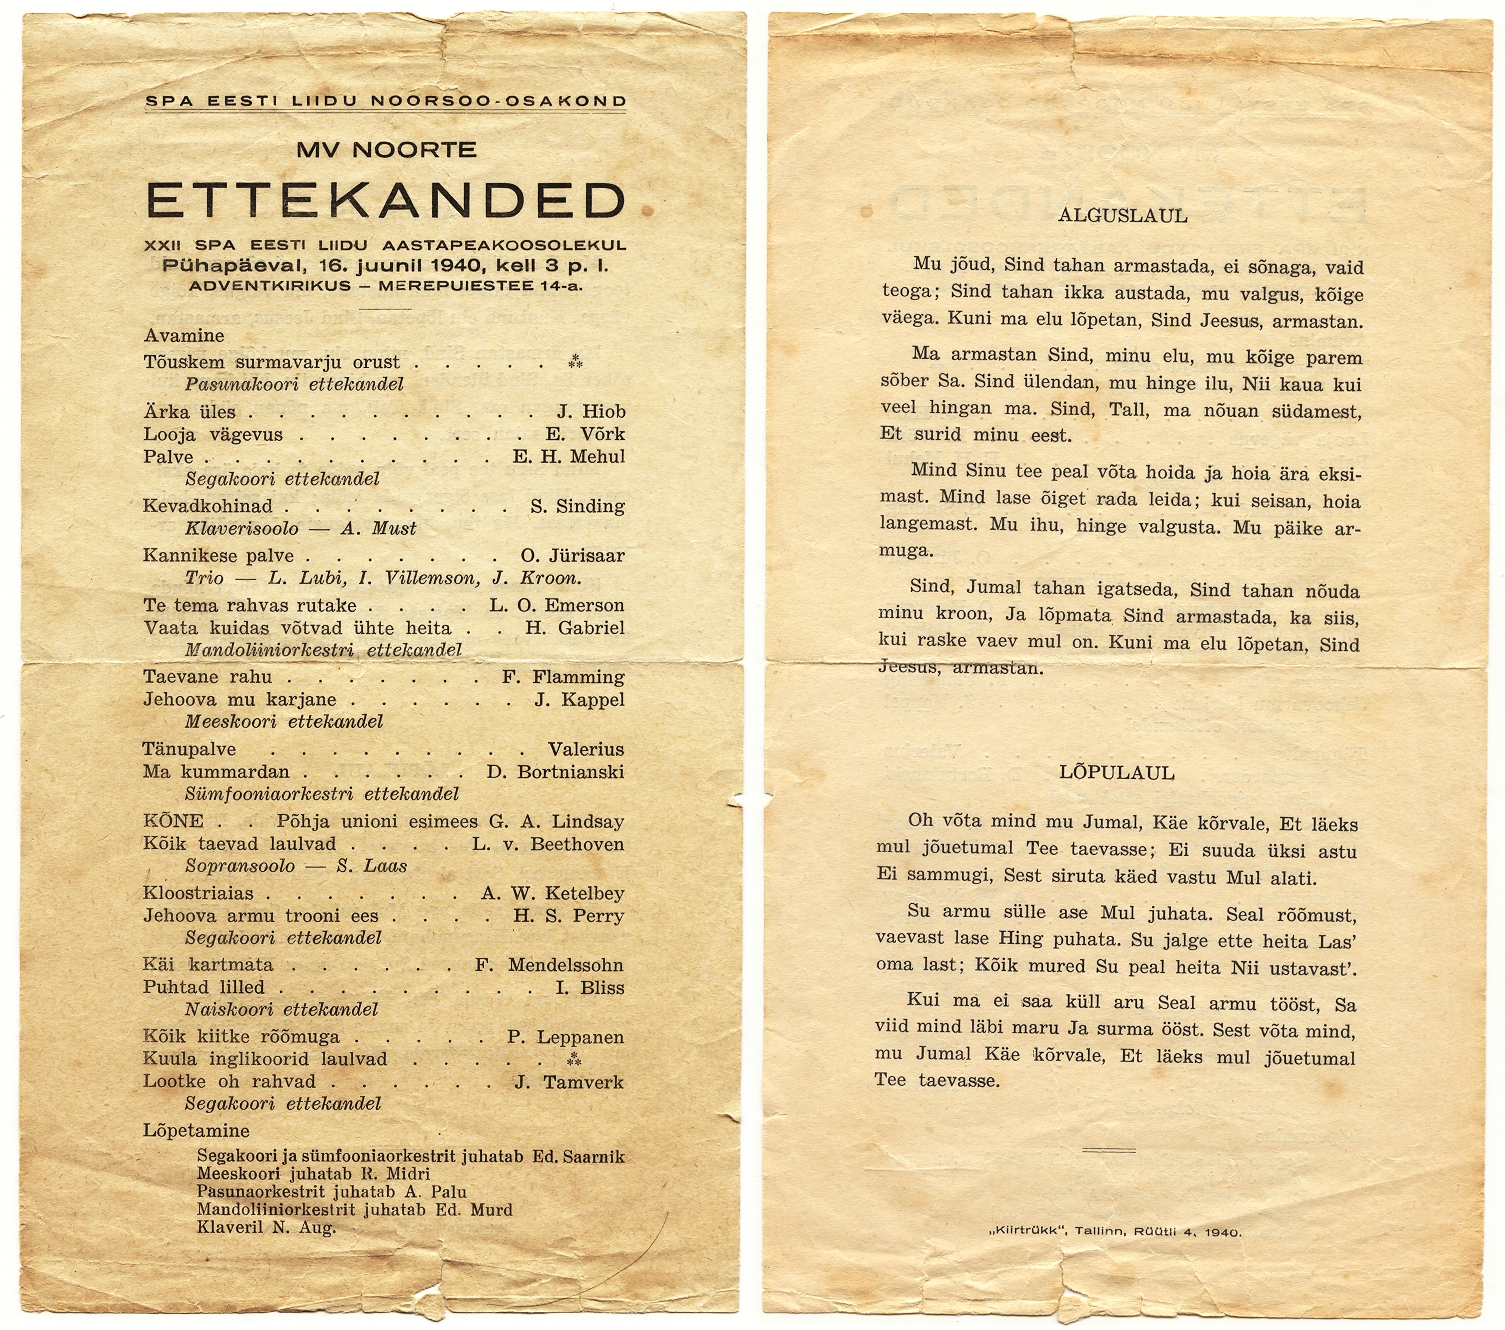 SPA EESTI LIIDU NOORSOO-OSAKOND
MV NOORTE
ETTEKANDED
XXII SPA EESTI LIIDU AASTAPEAKOOSOLEKUL
Pühapäeval, 16. juunil 1940, kell 3 p. l.
ADVENTKIRIKUS – MEREPUIESTEE 14-a.
Avamine
Tõuskem surmavarju orust . . . . . ⁂
Pasunakoori ettekandel
Ärka üles . . . . . . . . . . J. Hiob
Looja vägevus . . . . . . . . E. Võrk
Palve . . . . . . . . . . E. H. Mehul
Segakoori ettekandel
Kevadkohinad . . . . . . . . S. Sinding
Klaverisoolo — A. Must
Kannikese palve . . . . . . . O. Jürisaar
Trio — L. Lubi, I. Villemson, J. Kroon.
Te tema rahvas rutake . . . . L. O. Emerson
Vaata kuidas võtvad ühte heita . . H. Gabriel
Mandoliiniorkestri ettekandel
Taevane rahu . . . . . . . F. Flamming
Jehoova mu karjane . . . . . . J. Kappel
Meeskoori ettekandel
Tänupalve . . . . . . . . . Valerius
Ma kummardan . . . . . . D. Bortnianski
Sümfooniaorkestri ettekandel
KÕNE . . Põhja unioni esimees G. A. Lindsay
Kõik taevad laulvad . . . . L. v. Beethoven
Sopransoolo — S. Laas
Kloostriaias . . . . . . . A. W. Ketelbey
Jehoova armu trooni ees . . . . H. S. Perry
Segakoori ettekandel
Käi kartmata . . . . . . F. Mendelssohn
Puhtad lilled . . . . . . . . . I. Bliss
Naiskoori ettekandel
Kõik kiitke rõõmuga . . . . . P. Leppanen
Kuula inglikoorid laulvad . . . . . ⁂
Lootke oh rahvad . . . . . . J. Tamverk
Segakoori ettekandel
Lõpetamine
Segakoori ja sümfooniaorkestrit juhatab Ed. Saarnik
Meeskoori juhatab R. Midri
Pasunaorkestrit juhatab A. Palu
Mandoliiniorkestrit juhatab Ed. Murd
Klaveril N. Aug.
ALGUSLAUL
Mu jõud, Sind tahan armastada, ei sõnaga, vaid
teoga; Sind tahan ikka austada, mu valgus, kõige
väega. Kuni ma elu lõpetan, Sind Jeesus, armastan.
Ma armastan Sind, minu elu, mu kõige parem
sõber Sa. Sind ülendan, mu hinge ilu, Nii kaua kui
veel hingan ma. Sind, Tall, ma nõuan südamest,
Et surid minu eest.
Mind Sinu tee peal võta hoida ja hoia ära eksi-
mast. Mind lase õiget rada leida; kui seisan, hoia
langemast. Mu ihu, hinge valgusta. Mu päike ar-
muga.
Sind, Jumal tahan igatseda, Sind tahan nõuda
minu kroon, Ja lõpmata Sind armastada, ka siis,
kui raske vaev mul on. Kuni ma elu lõpetan, Sind
Jeesus, armastan.
LÕPULAUL
Oh võta mind mu Jumal, Käe kõrvale, Et läeks
mul jõuetumal Tee taevasse; Ei suuda üksi astu
Ei sammugi, Sest siruta käed vastu Mul alati.
Su armu sülle ase Mul juhata. Seal rõõmust,
vaevast lase Hing puhata. Su jalge ette heita Las'
oma last; Kõik mured Su peal heita Nii ustavast'.
Kui ma ei saa küll aru Seal armu tööst, Sa
viid mind läbi maru Ja surma ööst. Sest võta mind,
mu Jumal Käe kõrvale, Et läeks mul jõuetumal
Tee taevasse.
„Kiirtrükk“, Tallinn, Rüütli 4, 1940.